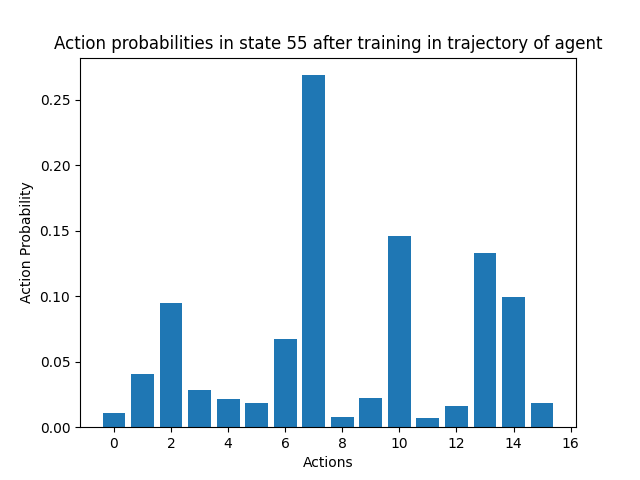 Action probabilities in state 55 after training in trajectory of agent
0.25
0.20
0.15
0.10
0.05
0.00
Action Probability
0 2 4 6 8 10 12 14 16
Actions